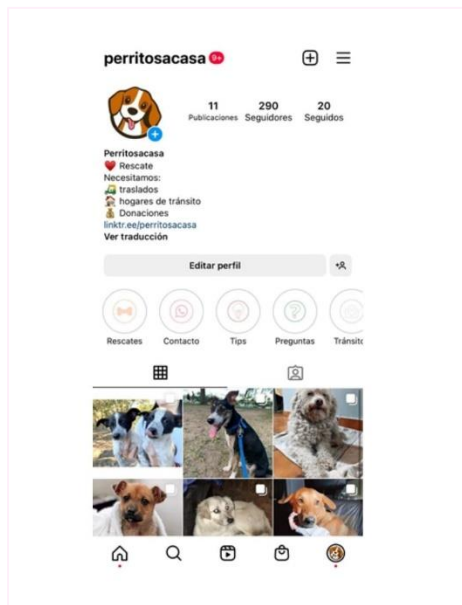 perritosacasa 9+
11 290 20
Publicaciones Seguidores Seguidos
Perritosacasa
❤️ Rescate
Necesitamos:
🛺 traslados
🏠 hogares de tránsito
💰 Donaciones
linktr.ee/perritosacasa
Ver traducción
Editar perfil
Rescates Contacto Tips Preguntas Tránsito